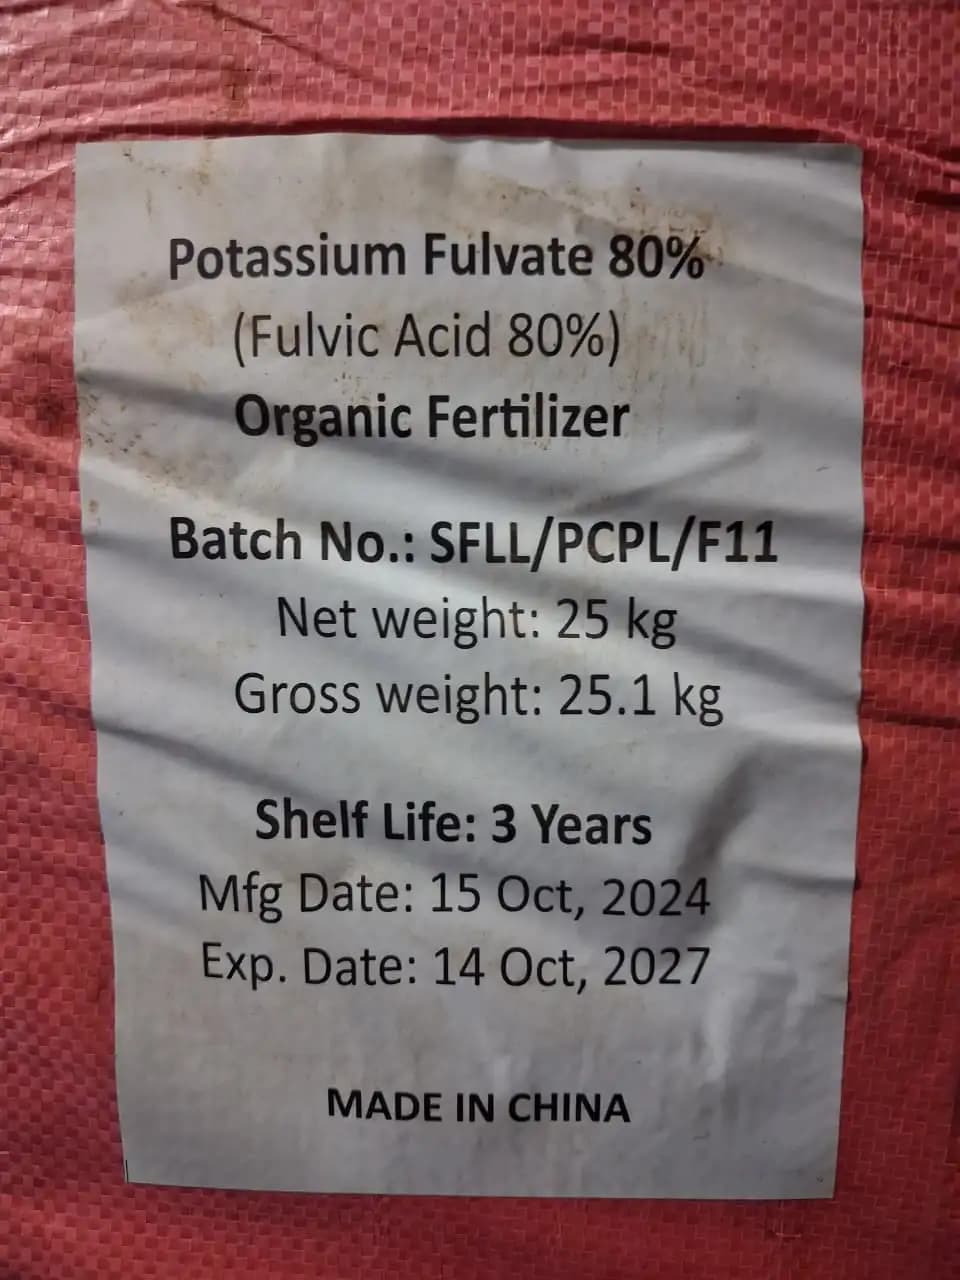 Potassium Fulvate 80%
(Fulvic Acid 80%)
Organic Fertilizer
Batch No.: SFLL/PCPL/F11
Net weight: 25 kg
Gross weight: 25.1 kg
Shelf Life: 3 Years
Mfg Date: 15 Oct, 2024
Exp. Date: 14 Oct, 2027
MADE IN CHINA